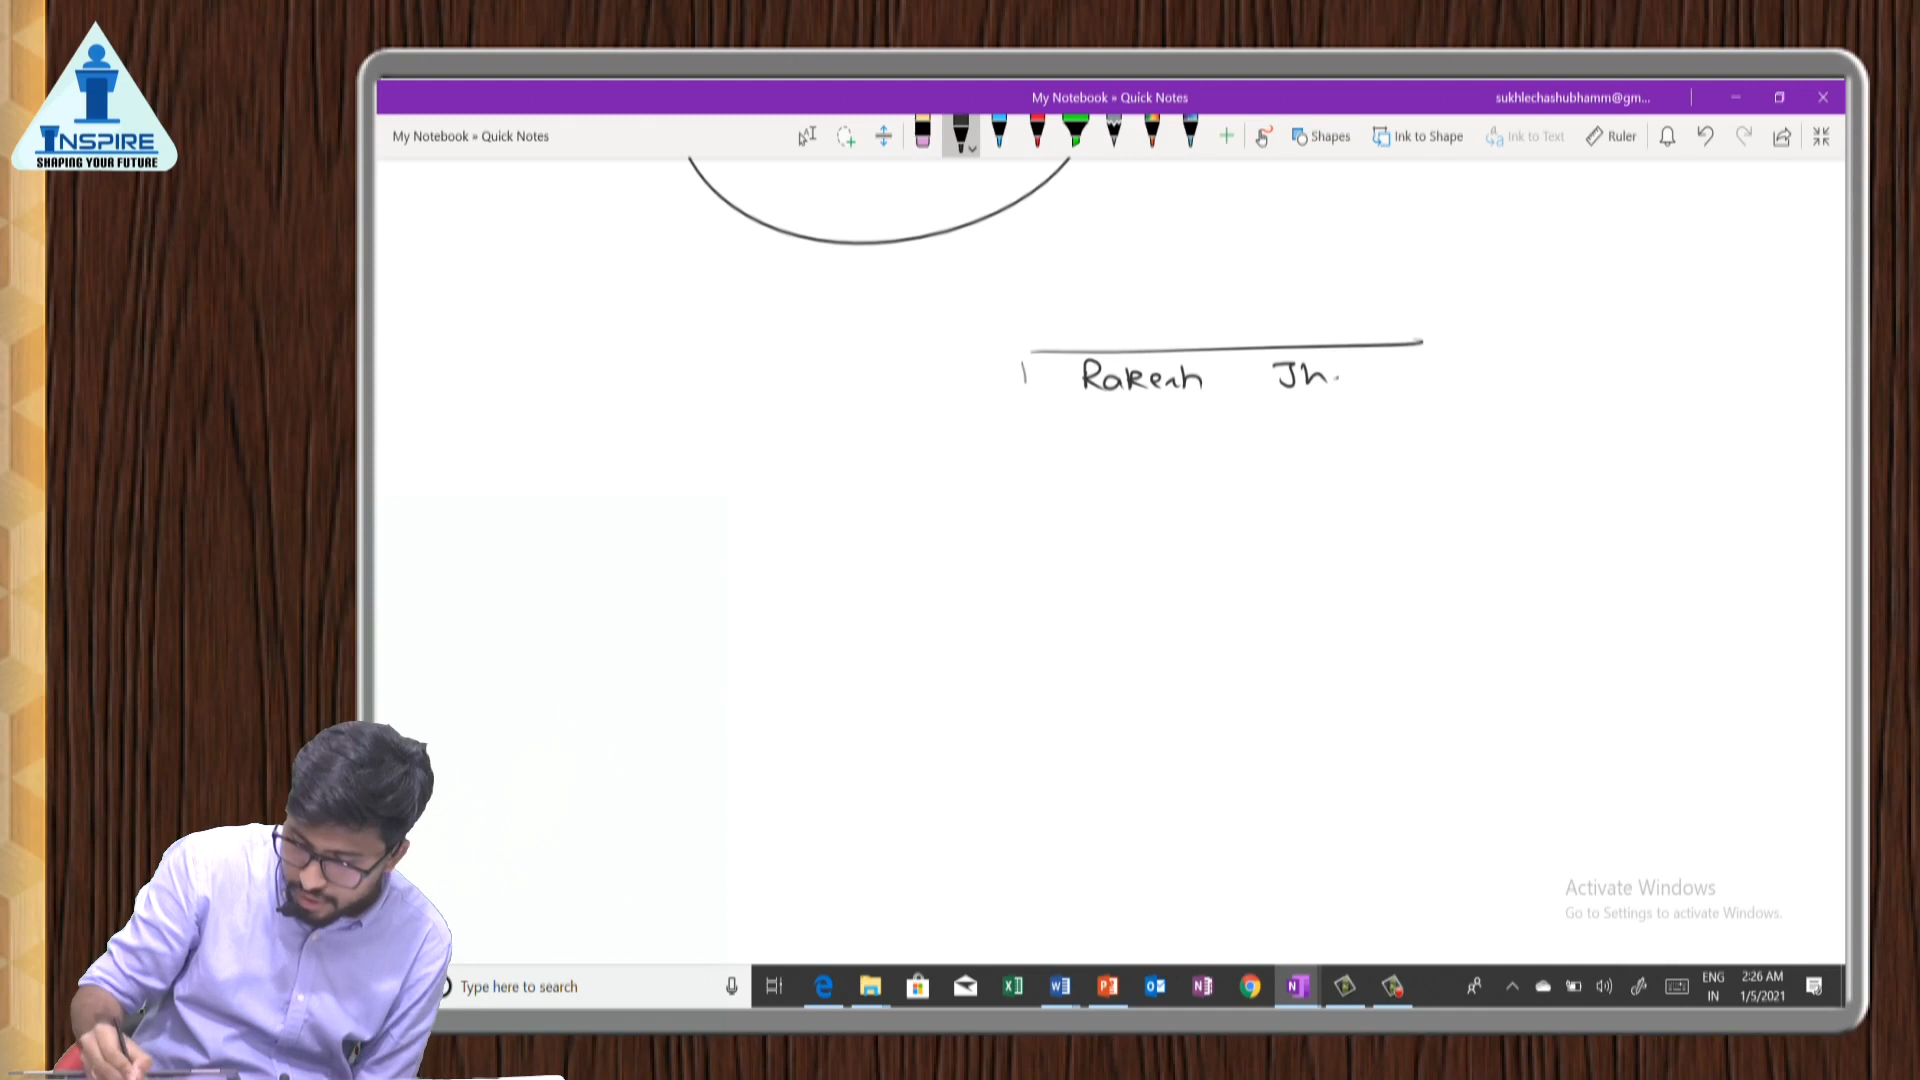 INSPIRE
SHAPING YOUR FUTURE
My Notebook » Quick Notes
sukhlechashubhamm@gm...
My Notebook » Quick Notes
Shapes
Ink to Shape
Ink to Text
Ruler
1 Rakesh Jh.
Activate Windows
Go to Settings to activate Windows.
Type here to search
ENG
IN
2:26 AM
1/5/2021